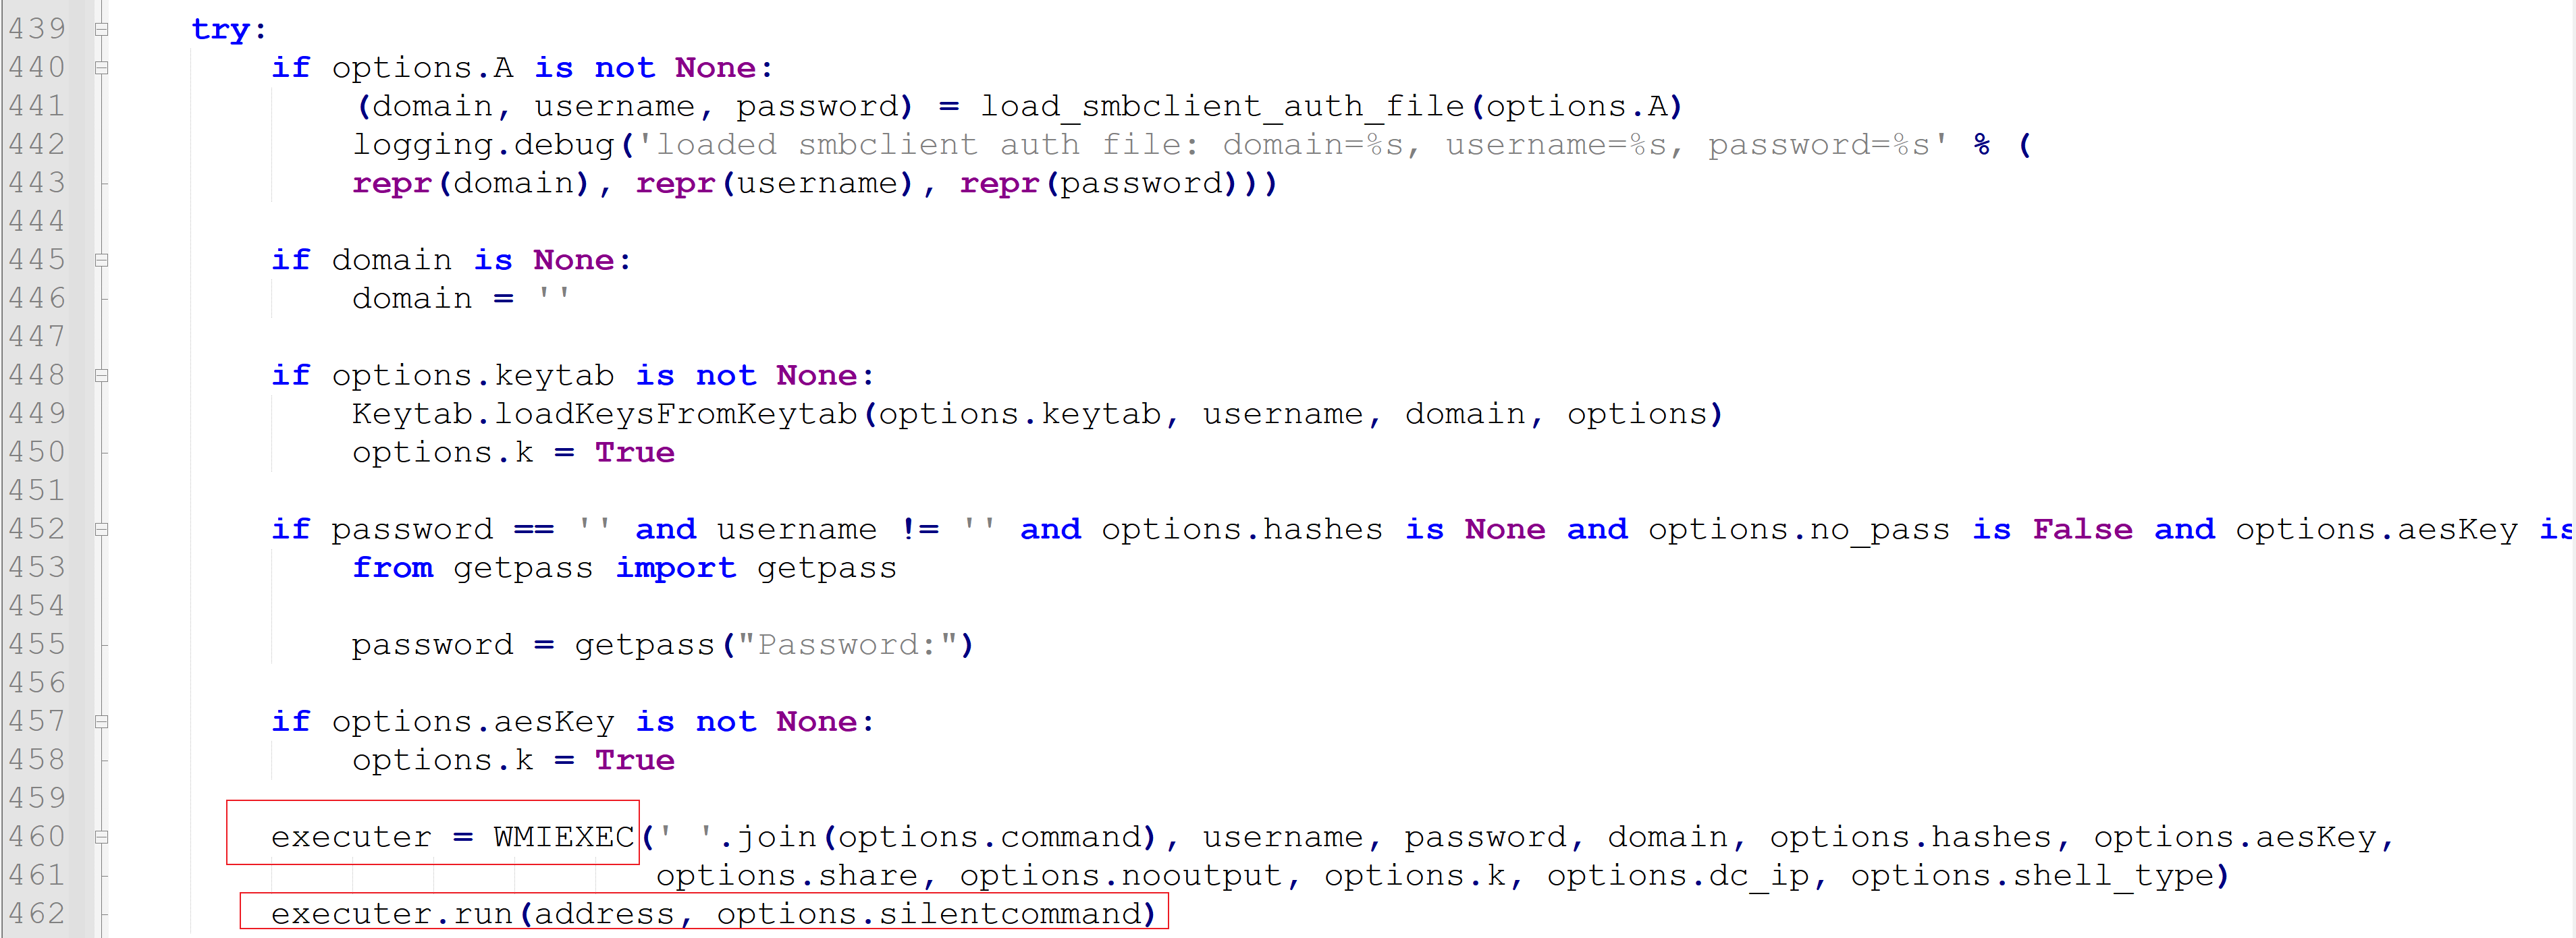 439 try:
440 if options.A is not None:
441 (domain, username, password) = load_smbclient_auth_file(options.A)
442 logging.debug('loaded smbclient auth file: domain=%s, username=%s, password=%s' % (
443 repr(domain), repr(username), repr(password)))
444
445 if domain is None:
446 domain = ''
447
448 if options.keytab is not None:
449 Keytab.loadKeysFromKeytab(options.keytab, username, domain, options)
450 options.k = True
451
452 if password == '' and username != '' and options.hashes is None and options.no_pass is False and options.aesKey is
453 from getpass import getpass
454
455 password = getpass("Password:")
456
457 if options.aesKey is not None:
458 options.k = True
459
460 executer = WMIEXEC(' '.join(options.command), username, password, domain, options.hashes, options.aesKey,
461 options.share, options.nooutput, options.k, options.dc_ip, options.shell_type)
462 executer.run(address, options.silentcommand)